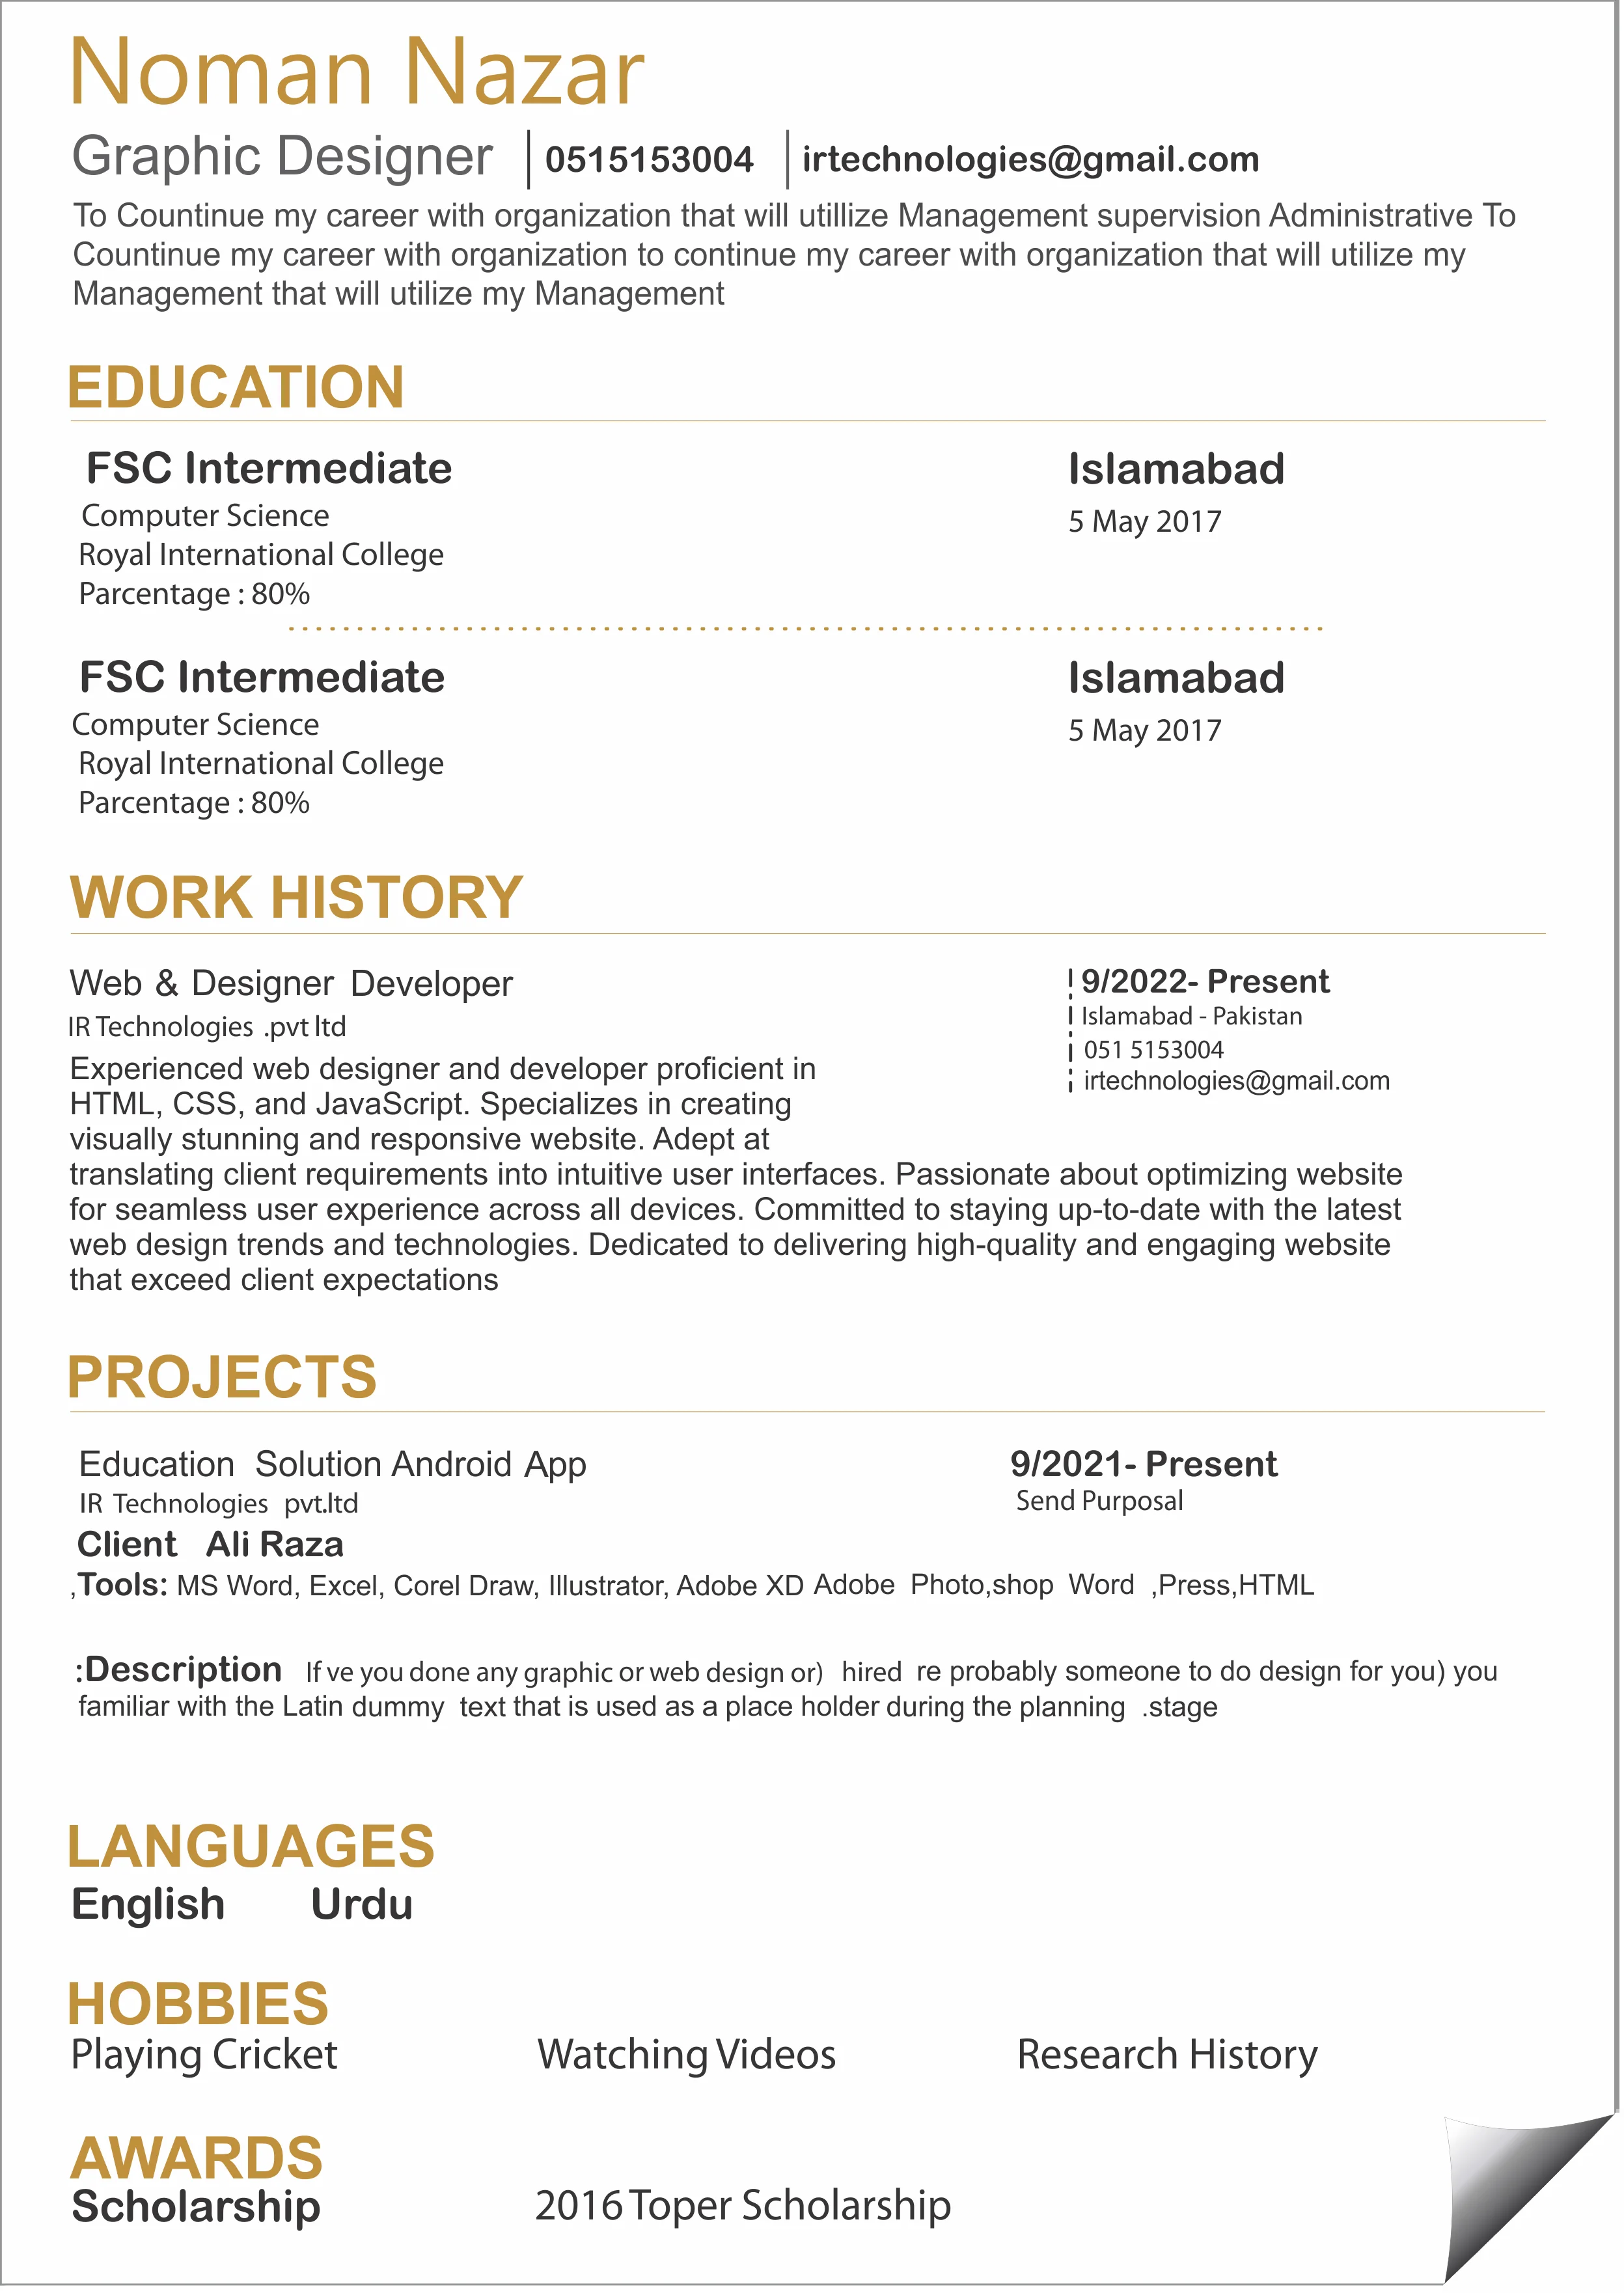 Noman Nazar
Graphic Designer 0515153004 irtechnologies@gmail.com
To Countinue my career with organization that will utillize Management supervision Administrative To
Countinue my career with organization to continue my career with organization that will utilize my
Management that will utilize my Management
EDUCATION
FSC Intermediate Islamabad
Computer Science 5 May 2017
Royal International College
Parcentage : 80%
FSC Intermediate Islamabad
Computer Science 5 May 2017
Royal International College
Parcentage : 80%
WORK HISTORY
Web & Designer Developer 9/2022- Present
IR Technologies .pvt ltd Islamabad - Pakistan
051 5153004
irtechnologies@gmail.com
Experienced web designer and developer proficient in
HTML, CSS, and JavaScript. Specializes in creating
visually stunning and responsive website. Adept at
translating client requirements into intuitive user interfaces. Passionate about optimizing website
for seamless user experience across all devices. Committed to staying up-to-date with the latest
web design trends and technologies. Dedicated to delivering high-quality and engaging website
that exceed client expectations
PROJECTS
Education Solution Android App 9/2021- Present
IR Technologies pvt.ltd Send Purposal
Client Ali Raza
,Tools: MS Word, Excel, Corel Draw, Illustrator, Adobe XD Adobe Photo,shop Word ,Press,HTML
:Description If ve you done any graphic or web design or) hired re probably someone to do design for you) you
familiar with the Latin dummy text that is used as a place holder during the planning .stage
LANGUAGES
English Urdu
HOBBIES
Playing Cricket Watching Videos Research History
AWARDS
Scholarship 2016 Toper Scholarship